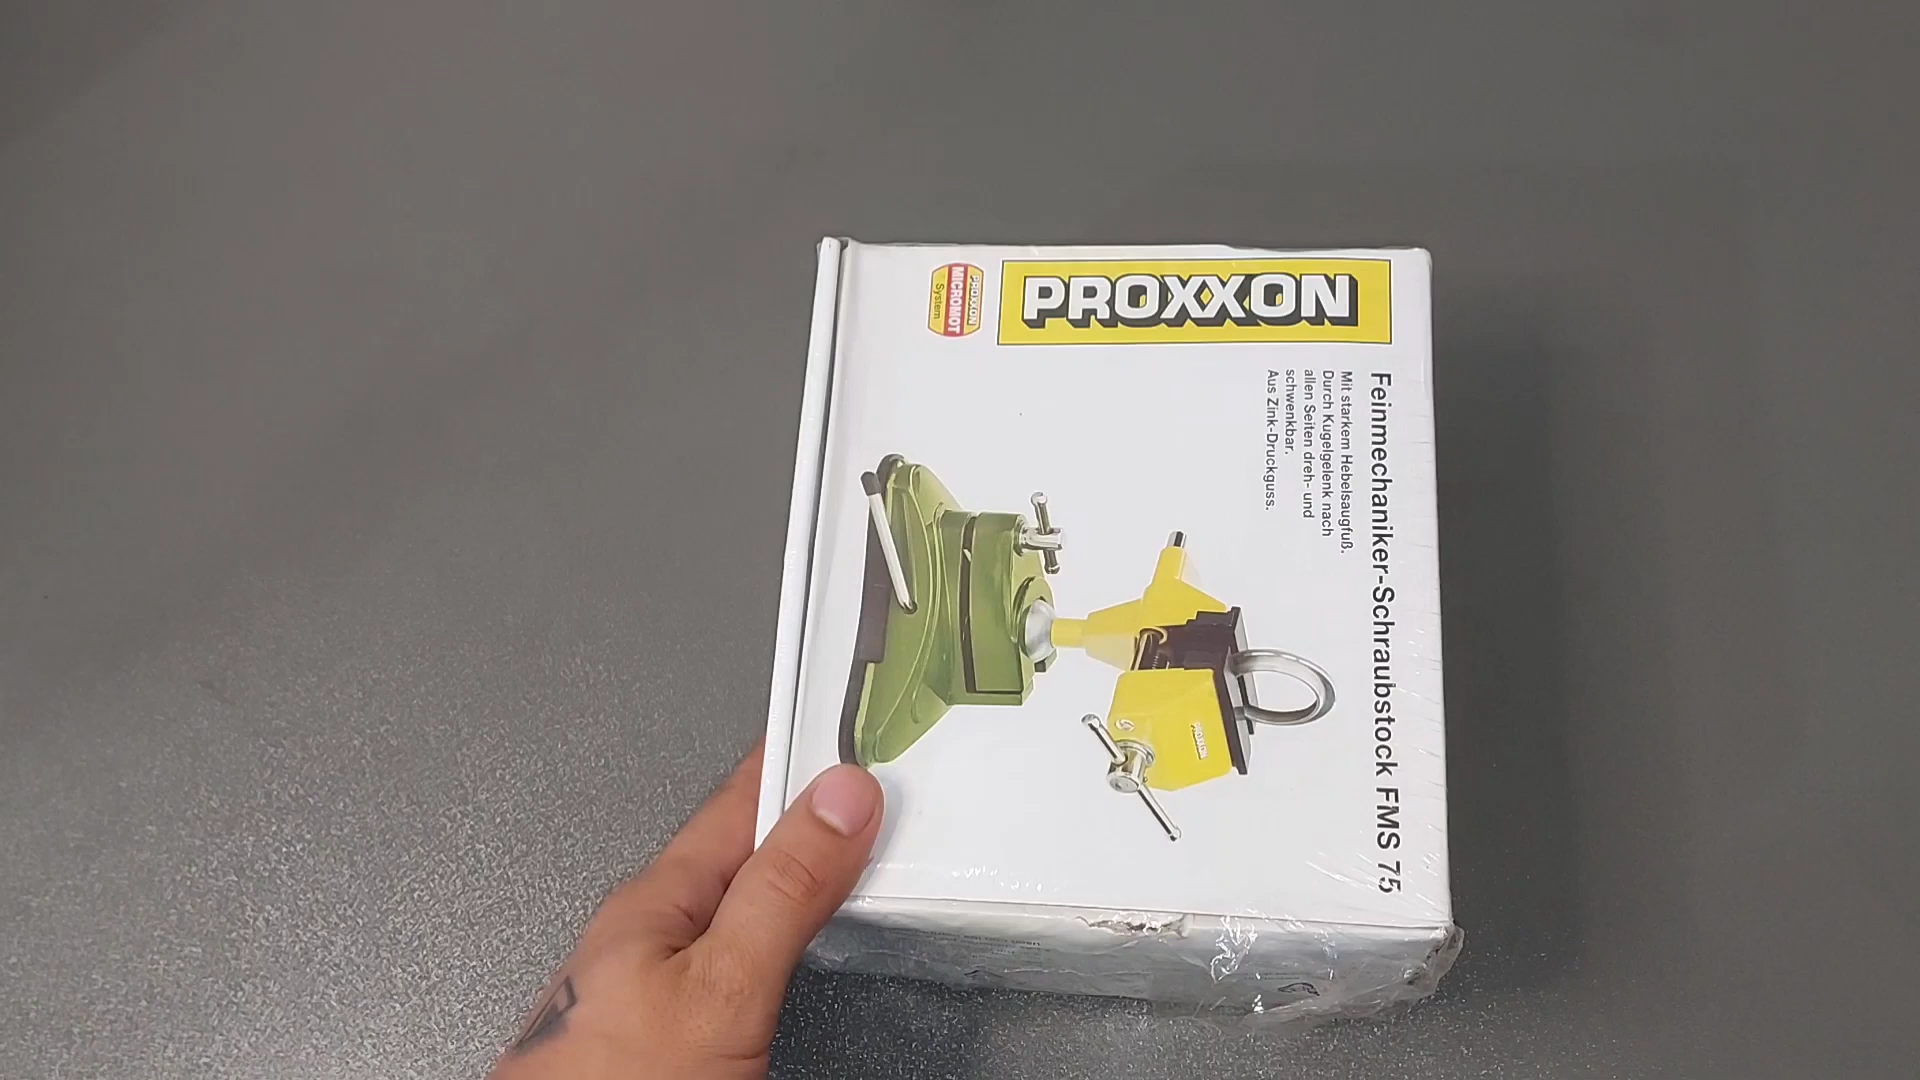 PROXXON
PROXXON
MICROMOT
System
Feinmechaniker-Schraubstock FMS 75
Mit starkem Hebelsaugfuß.
Durch Kugelgelenk nach
allen Seiten dreh- und
schwenkbar.
Aus Zink-Druckguss.
PROXXON